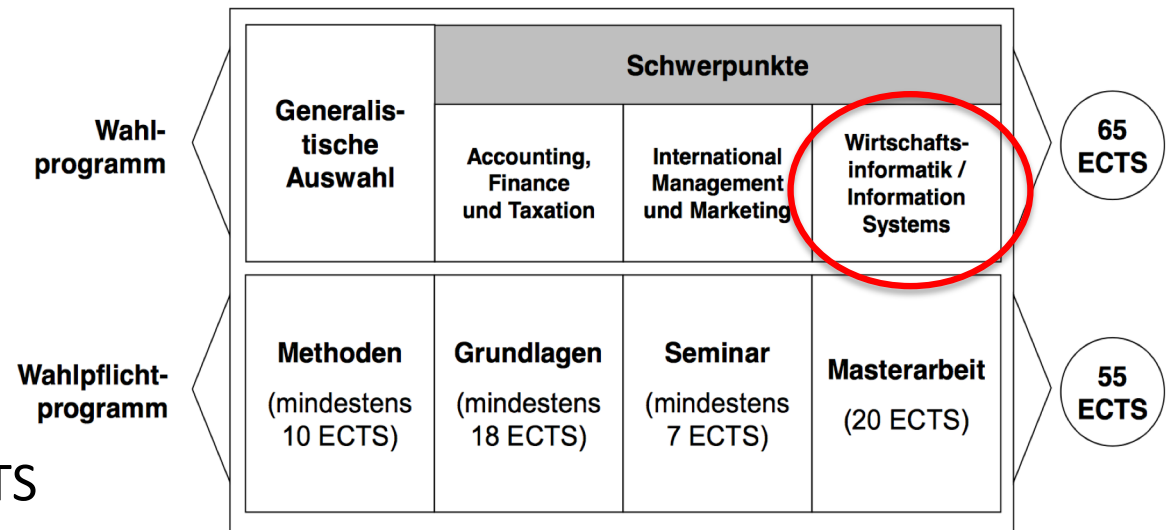 Wahl-
programm
Generalis-
tische
Auswahl
Schwerpunkte
Accounting,
Finance
und Taxation
International
Management
und Marketing
Wirtschafts-
informatik /
Information
Systems
65
ECTS
Wahlpflicht-
programm
Methoden
(mindestens
10 ECTS)
Grundlagen
(mindestens
18 ECTS)
Seminar
(mindestens
7 ECTS)
Masterarbeit
(20 ECTS)
55
ECTS
TS